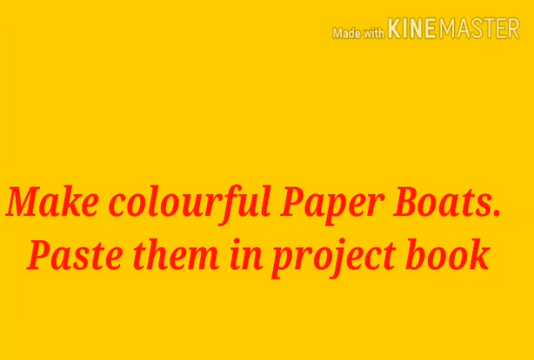 Made with KINEMASTER
Make colourful Paper Boats.
Paste them in project book